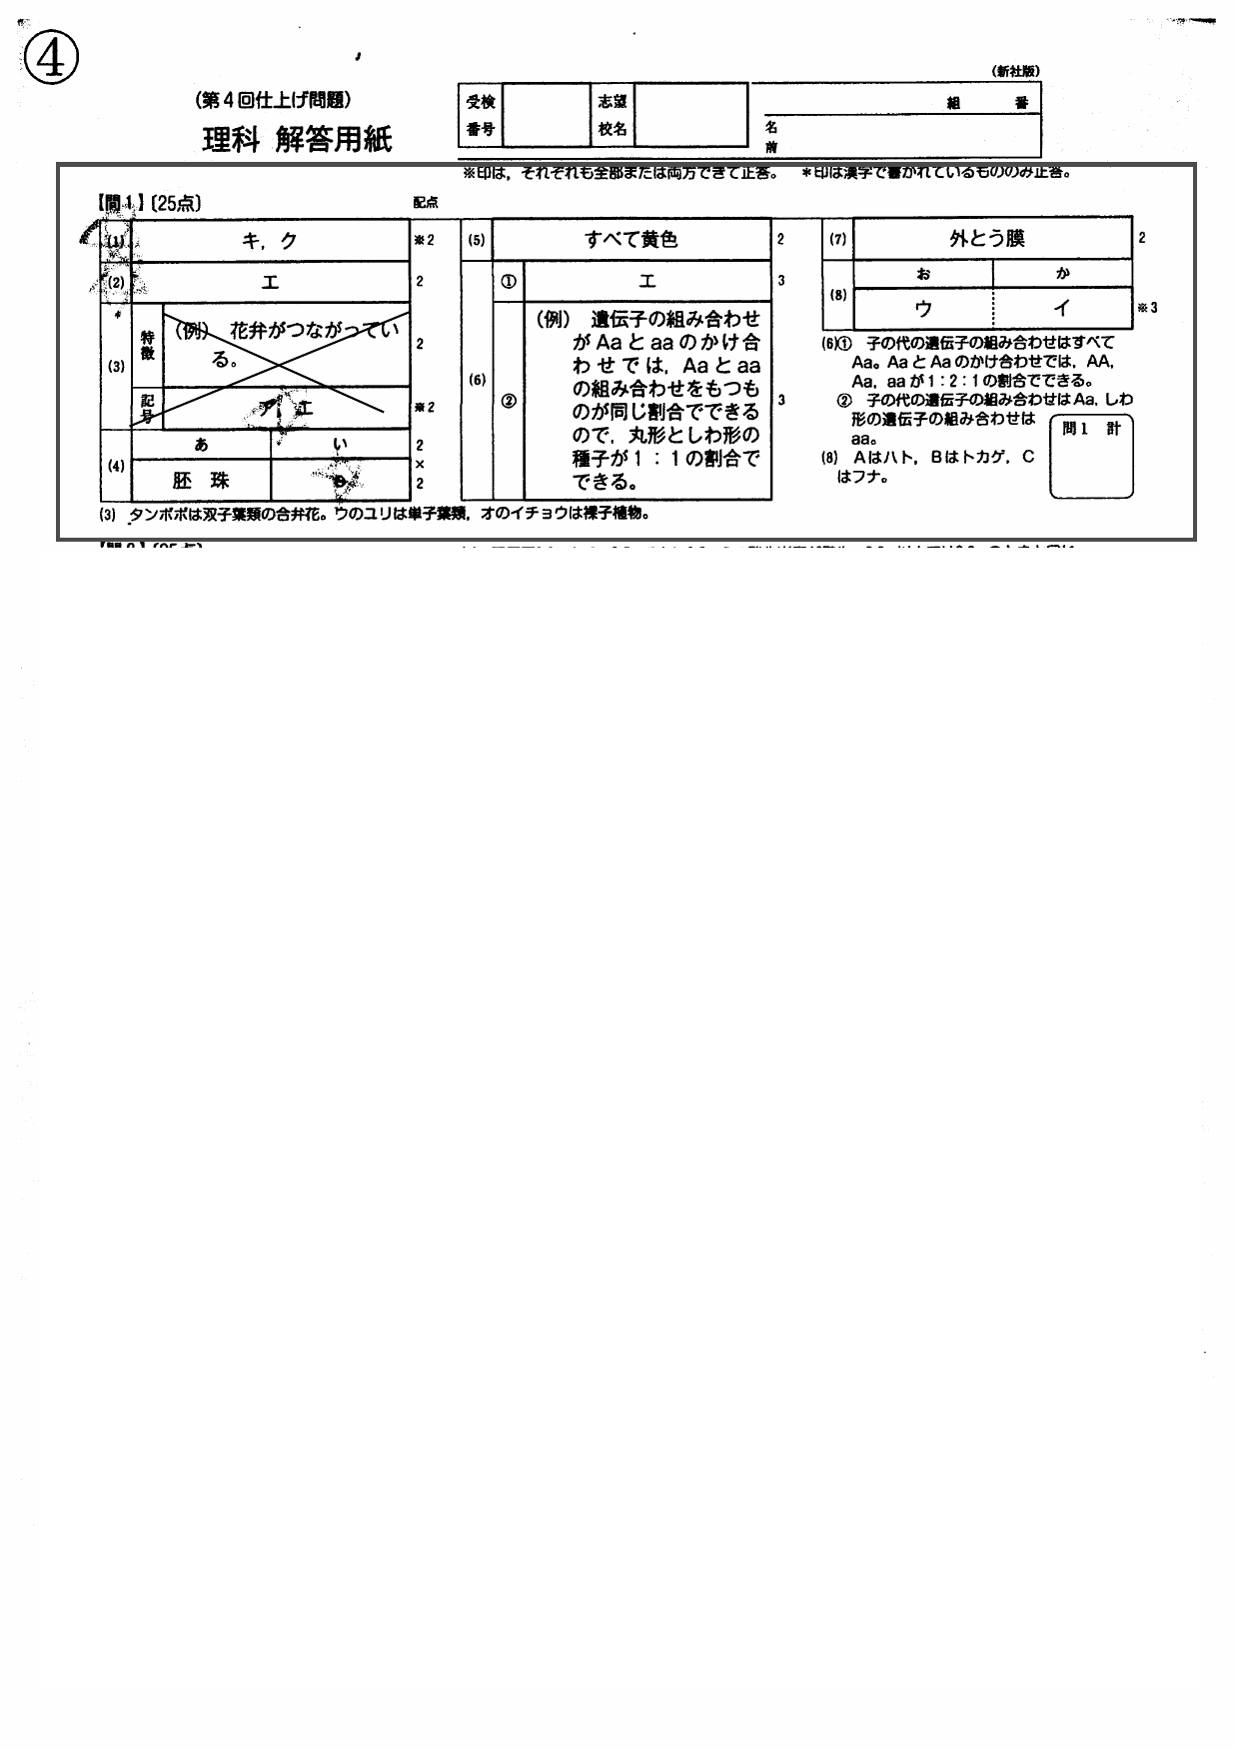 ④
(新社版)
(第4回仕上げ問題)
理科 解答用紙
受検番号
志望校名
組 番
名前
※印は，それぞれも全部または両方できて正答。 ＊印は漢字で書かれているもののみ正答。
【問1】〔25点〕
配点
(1) キ，ク ※2
(2) エ 2
(3) 特徴 (例) 花弁がつながってい
る。 2
記号 エ ※2
(4) あ い 2
×
胚 珠 2
(3) タンポポは双子葉類の合弁花。ウのユリは単子葉類，オのイチョウは裸子植物。
(5) すべて黄色 2
(6) ① エ 3
② (例) 遺伝子の組み合わせ
がAaとaaのかけ合
わせでは，Aaとaa
の組み合わせをもつも
のが同じ割合でできる
ので，丸形としわ形の
種子が1：1の割合で
できる。 3
(7) 外とう膜 2
(8) お か
ウ イ ※3
(6)① 子の代の遺伝子の組み合わせはすべて
Aa。AaとAaのかけ合わせでは，AA，
Aa，aaが1：2：1の割合でできる。
② 子の代の遺伝子の組み合わせはAa，しわ
形の遺伝子の組み合わせは
aa。
(8) Aはハト，Bはトカゲ，C
はフナ。
問1 計